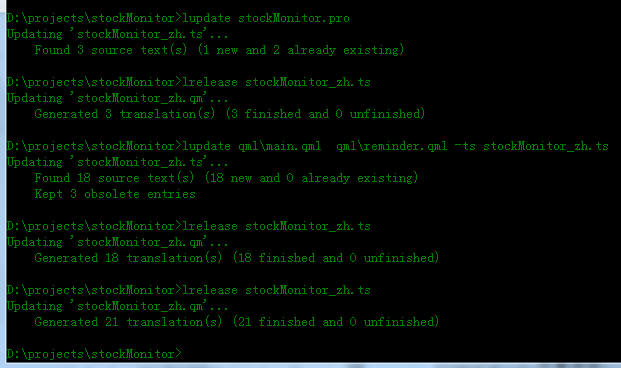 D:\projects\stockMonitor>lupdate stockMonitor.pro
Updating 'stockMonitor_zh.ts'...
Found 3 source text(s) (1 new and 2 already existing)
D:\projects\stockMonitor>lrelease stockMonitor_zh.ts
Updating 'stockMonitor_zh.qm'...
Generated 3 translation(s) (3 finished and 0 unfinished)
D:\projects\stockMonitor>lupdate qml\main.qml  qml\reminder.qml -ts stockMonitor_zh.ts
Updating 'stockMonitor_zh.ts'...
Found 18 source text(s) (18 new and 0 already existing)
Kept 3 obsolete entries
D:\projects\stockMonitor>lrelease stockMonitor_zh.ts
Updating 'stockMonitor_zh.qm'...
Generated 18 translation(s) (18 finished and 0 unfinished)
D:\projects\stockMonitor>lrelease stockMonitor_zh.ts
Updating 'stockMonitor_zh.qm'...
Generated 21 translation(s) (21 finished and 0 unfinished)
D:\projects\stockMonitor>